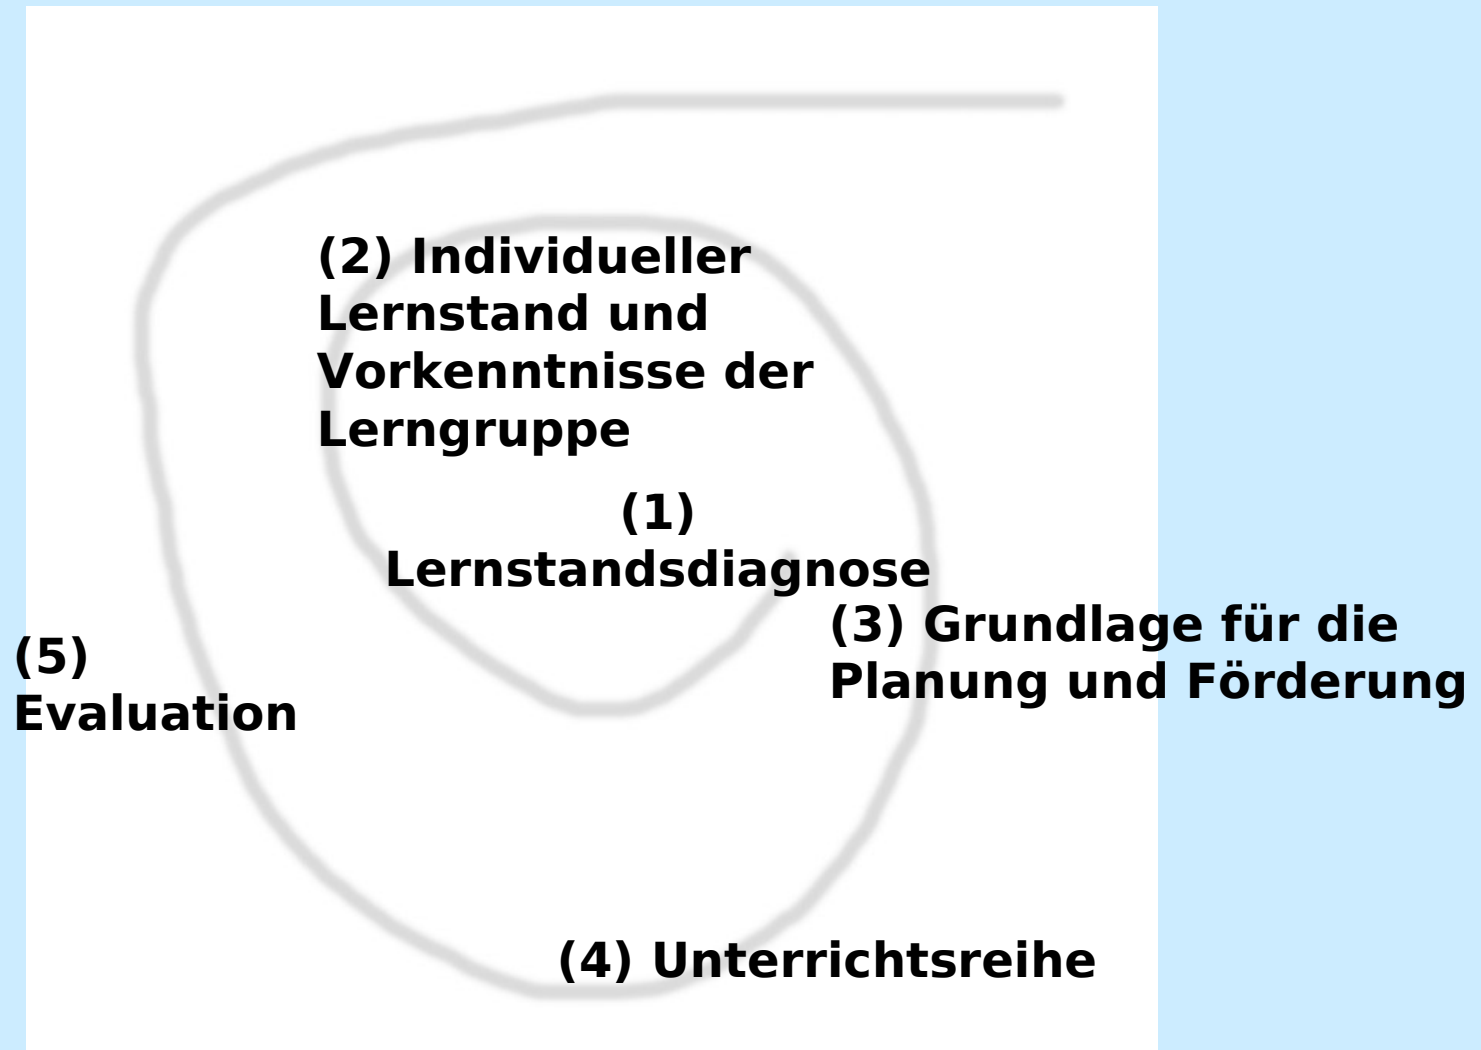 (2) Individueller
Lernstand und
Vorkenntnisse der
Lerngruppe
(1)
Lernstandsdiagnose
(3) Grundlage für die
Planung und Förderung
(5)
Evaluation
(4) Unterrichtsreihe